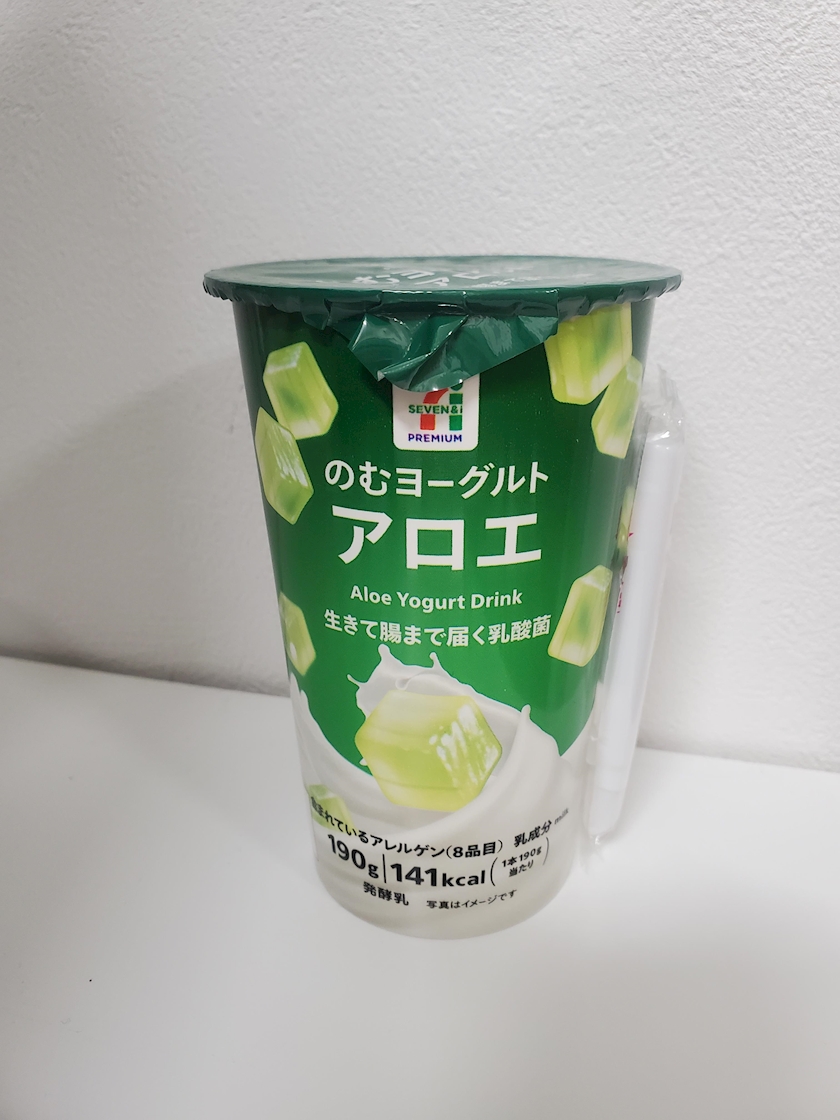 SEVEN&i
PREMIUM
のむヨーグルト
アロエ
Aloe Yogurt Drink
生きて腸まで届く乳酸菌
まれているアレルゲン(8品目) 乳成分 milk
190g 141kcal (1本190g当たり)
発酵乳 写真はイメージです